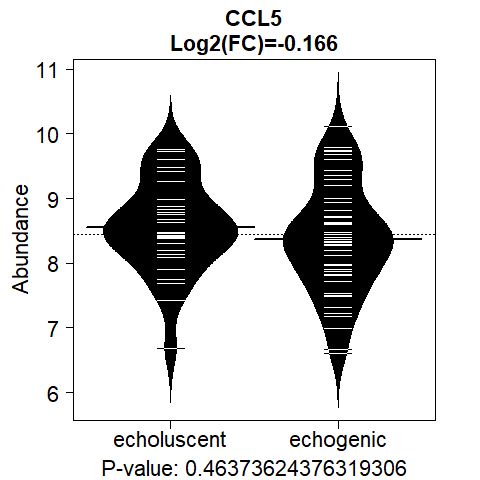 CCL5
Log2(FC)=-0.166
Abundance
11
10
9
8
7
6
echoluscent echogenic
P-value: 0.46373624376319306